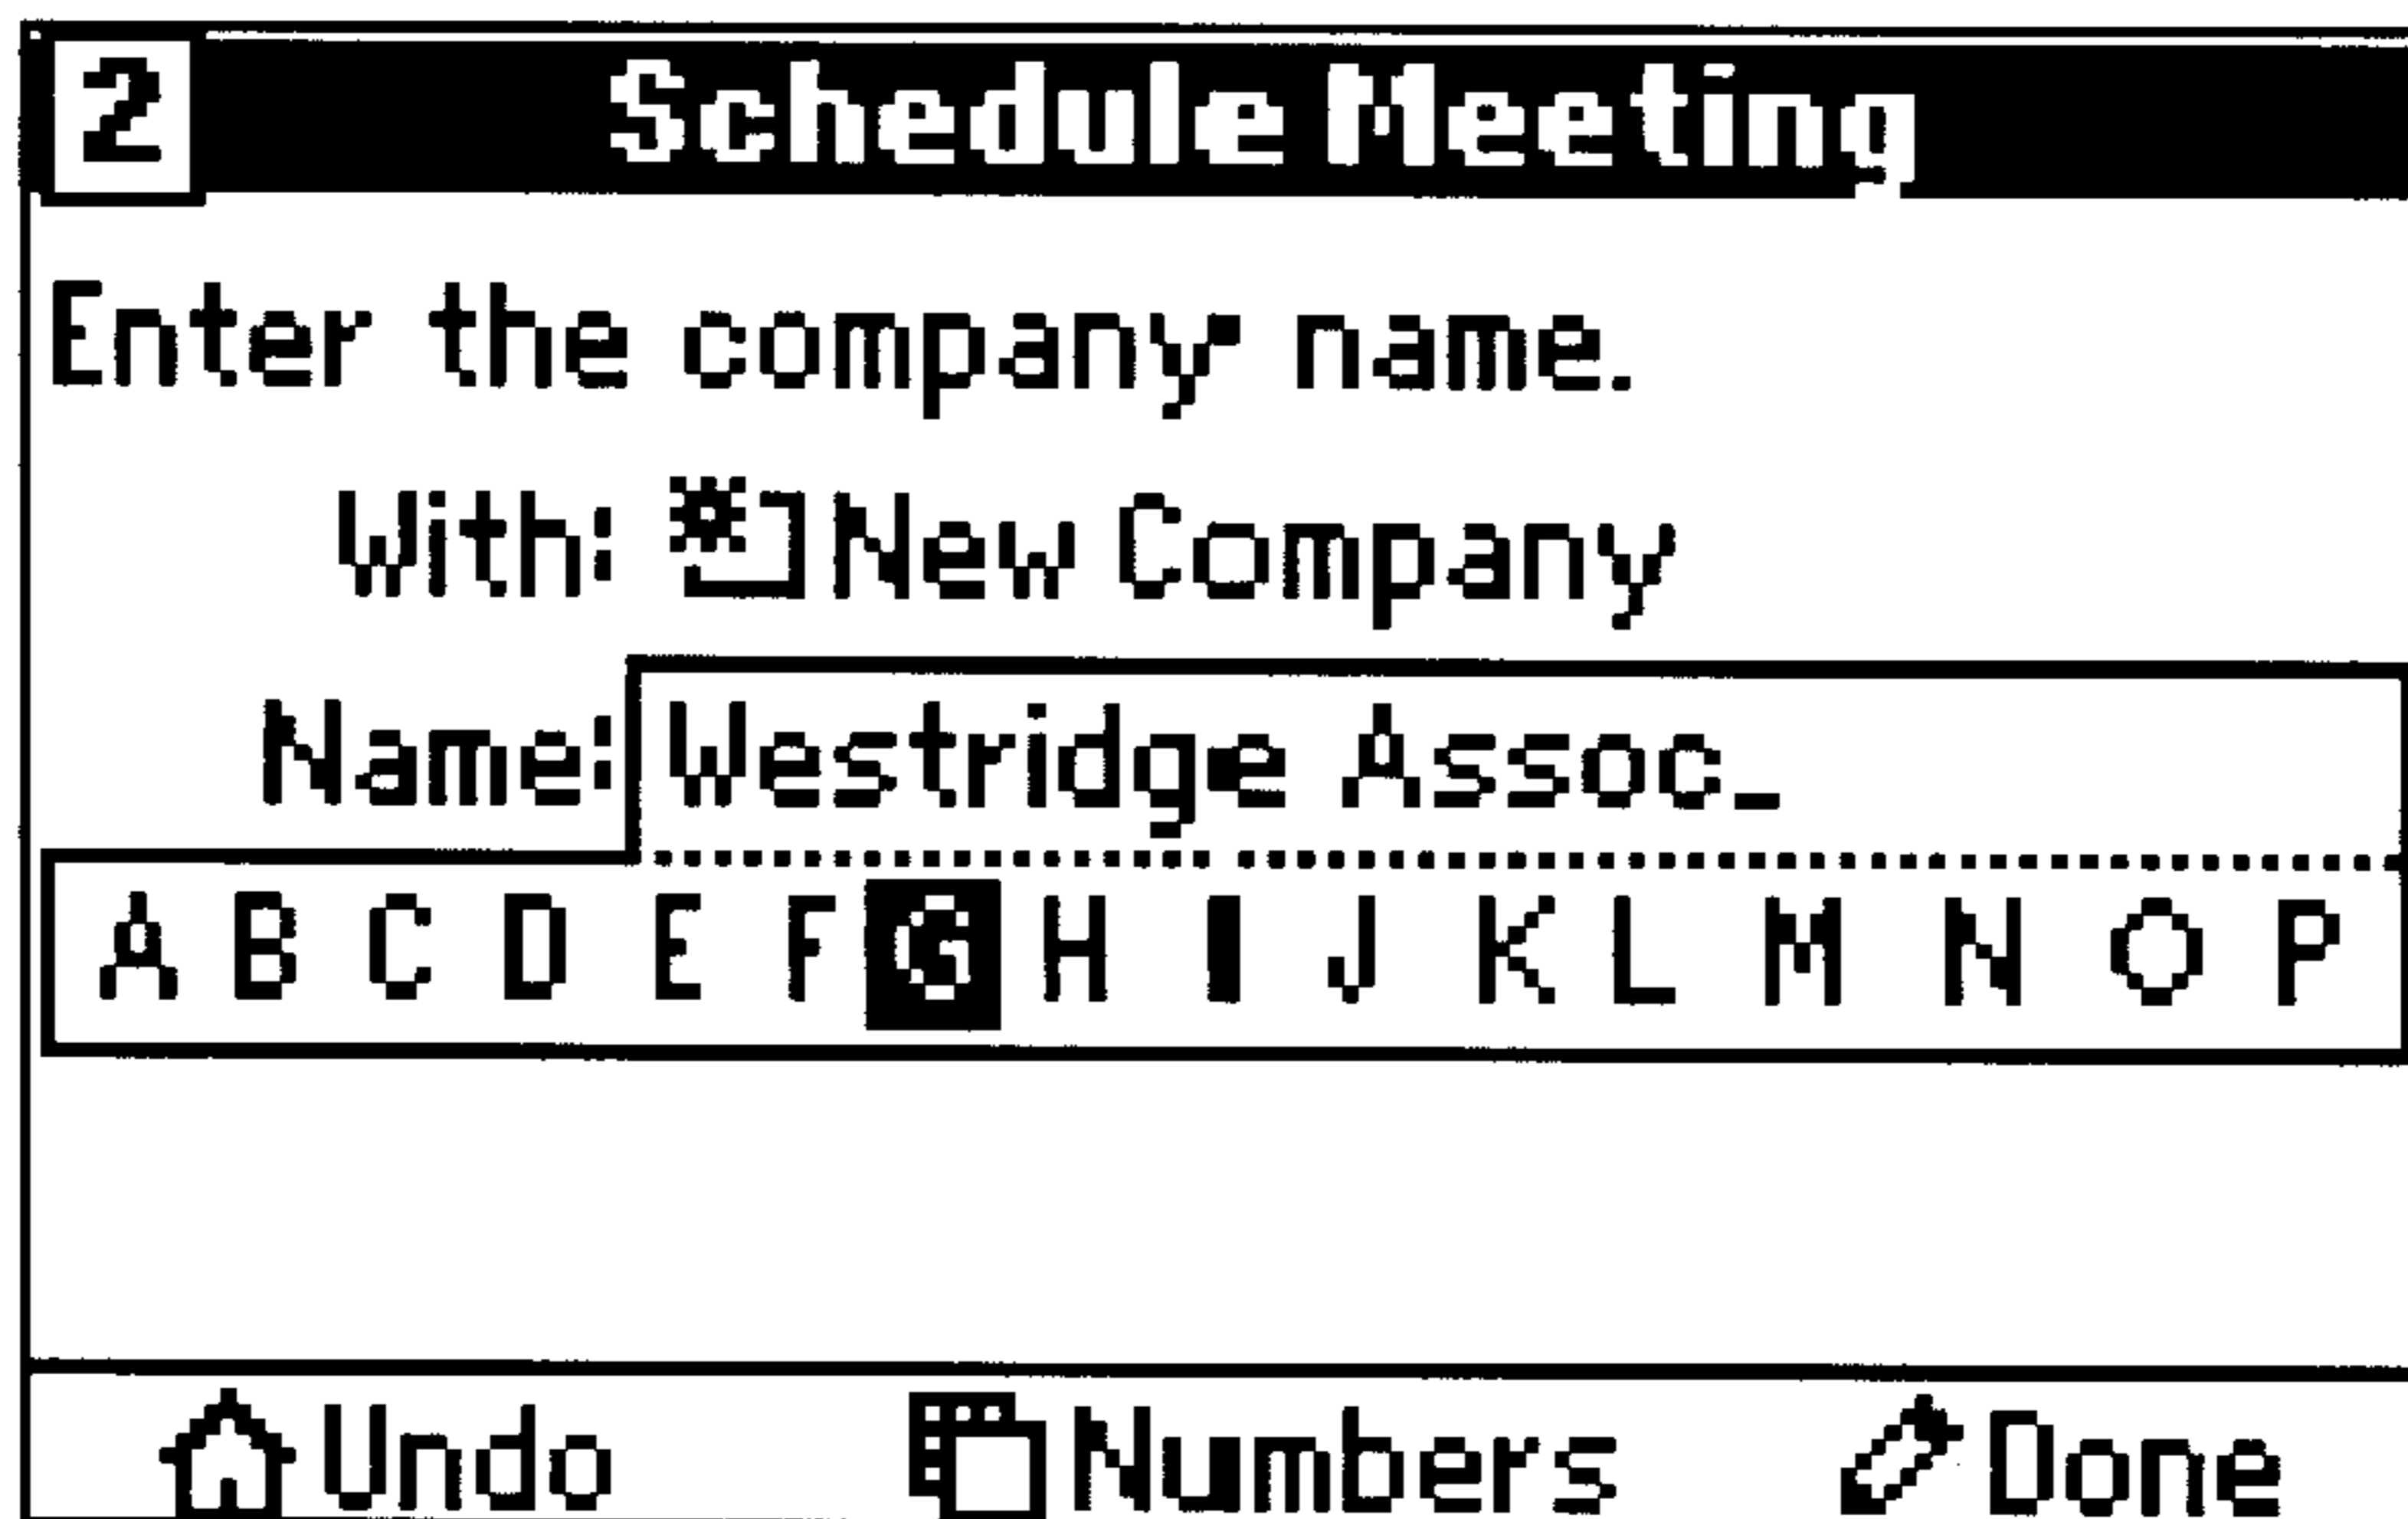 2 Schedule Meeting
Enter the company name.
With: New Company
Name: Westridge Assoc_
A B C D E F G H I J K L M N O P
Undo Numbers Done